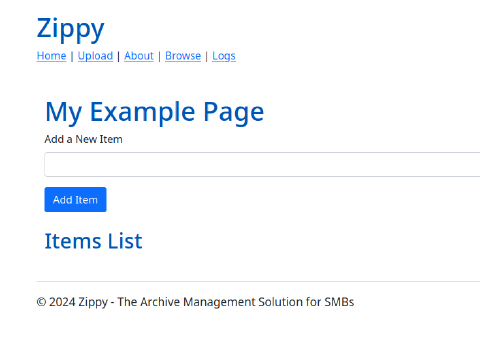 Zippy
Home | Upload | About | Browse | Logs
My Example Page
Add a New Item
Add Item
Items List
© 2024 Zippy - The Archive Management Solution for SMBs